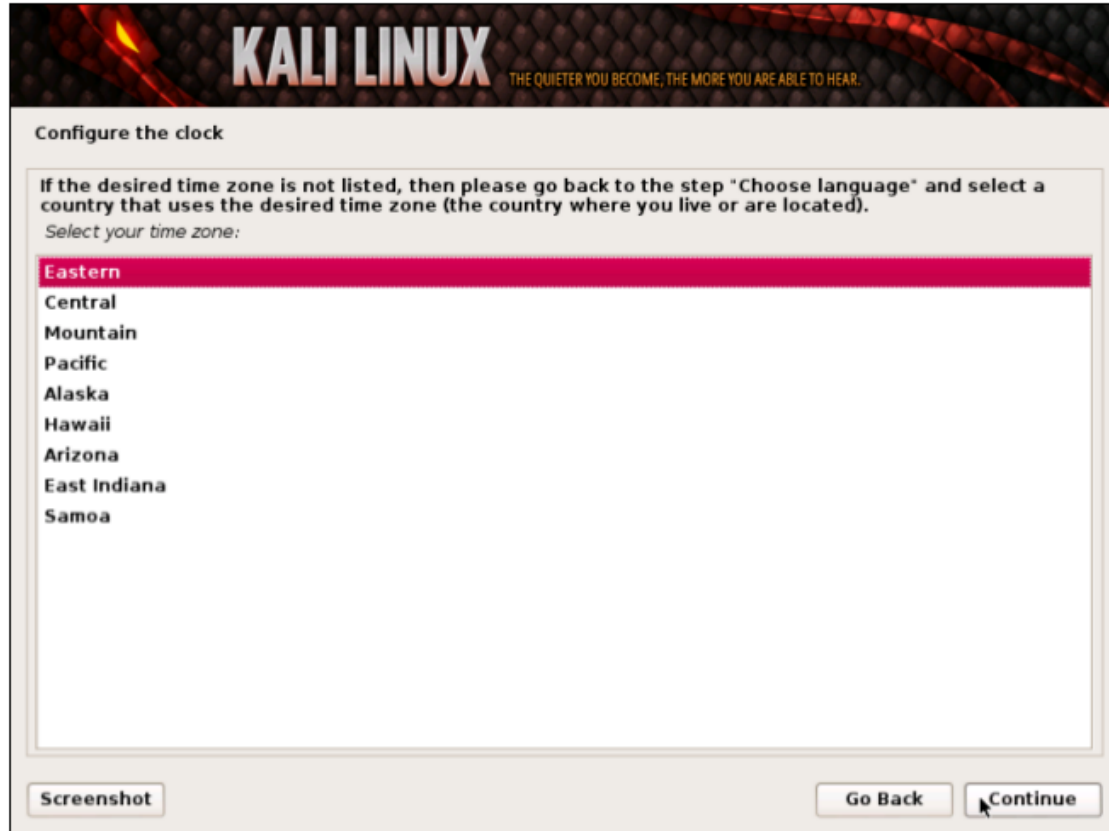 KALI LINUX
THE QUIETER YOU BECOME, THE MORE YOU ARE ABLE TO HEAR.
Configure the clock
If the desired time zone is not listed, then please go back to the step "Choose language" and select a
country that uses the desired time zone (the country where you live or are located).
Select your time zone:
Eastern
Central
Mountain
Pacific
Alaska
Hawaii
Arizona
East Indiana
Samoa
Screenshot
Go Back
Continue